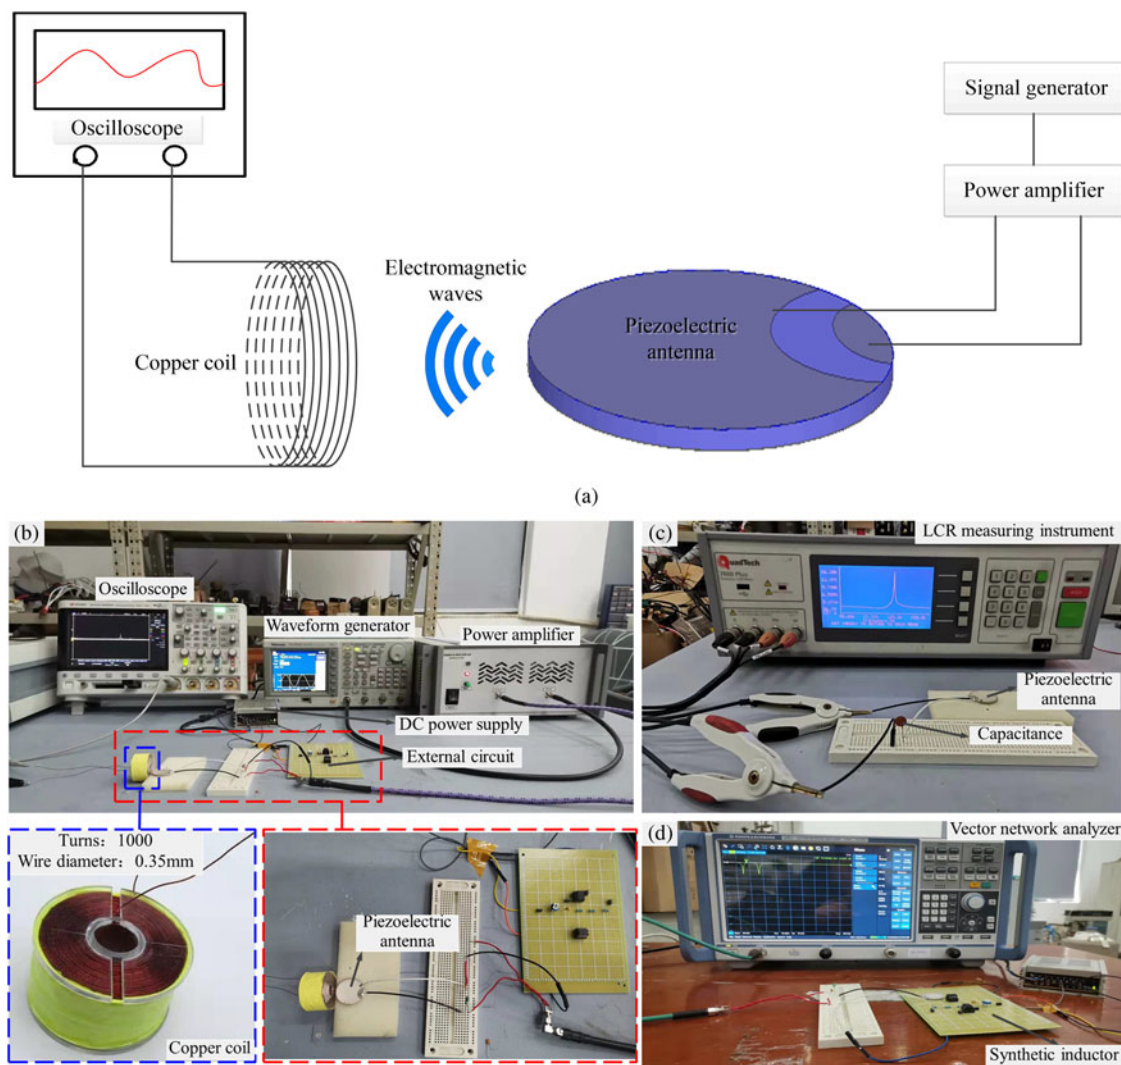 Oscilloscope
Signal generator
Power amplifier
Electromagnetic
waves
Copper coil
Piezoelectric
antenna
(a)
(b)
Oscilloscope
Waveform generator
Power amplifier
DC power supply
External circuit
Turns: 1000
Wire diameter: 0.35mm
Copper coil
Piezoelectric
antenna
(c)
LCR measuring instrument
QuadTech
Piezoelectric
antenna
Capacitance
(d)
Vector network analyzer
Synthetic inductor